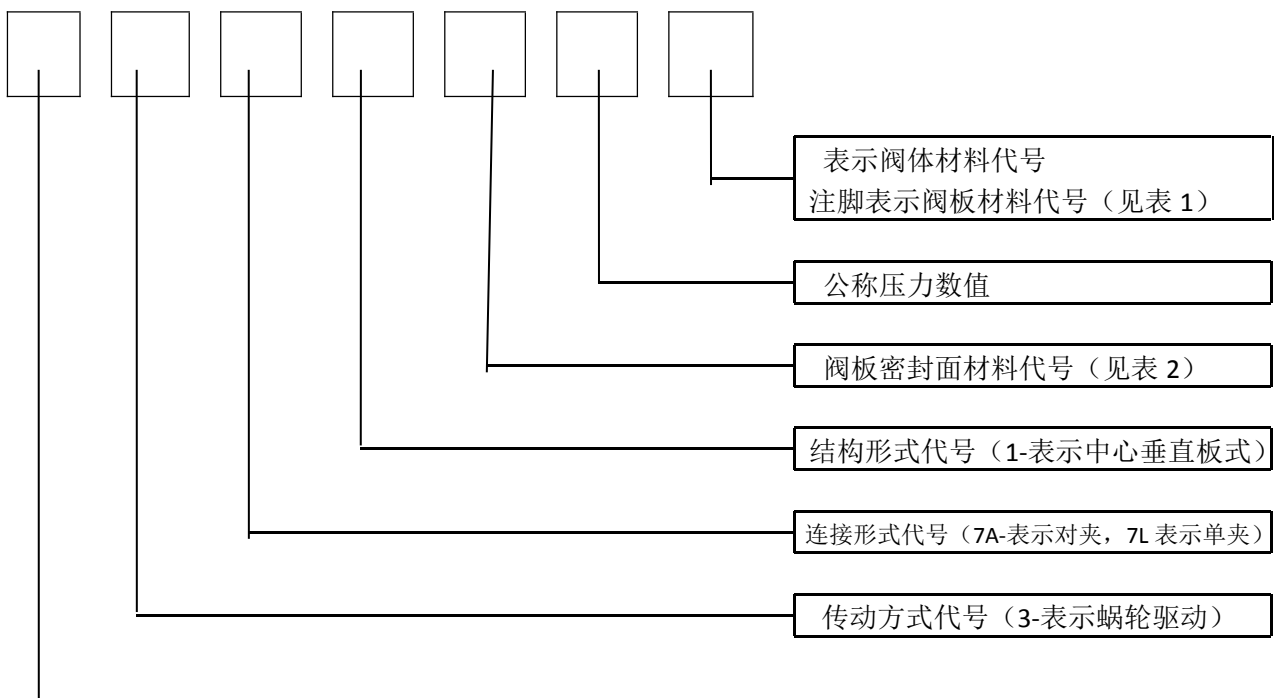 表示阀体材料代号
注脚表示阀板材料代号（见表 1）
公称压力数值
阀板密封面材料代号（见表 2）
结构形式代号（1-表示中心垂直板式）
连接形式代号（7A-表示对夹，7L 表示单夹）
传动方式代号（3-表示蜗轮驱动）